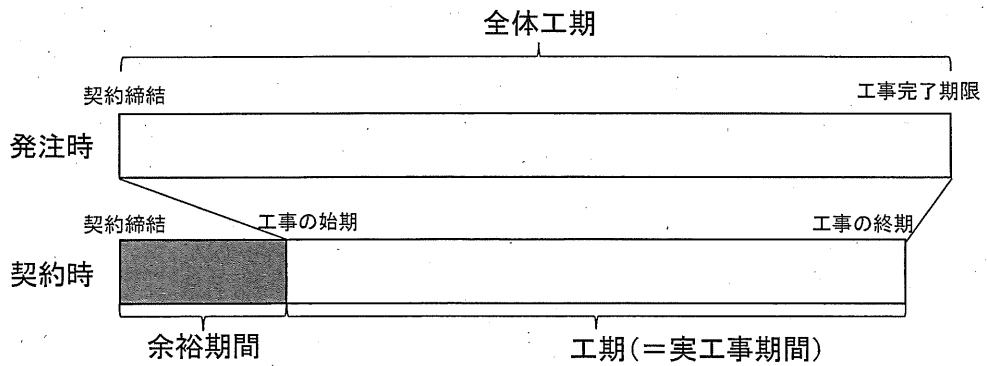 全体工期
契約締結
工事完了期限
発注時
契約締結
工事の始期
工事の終期
契約時
余裕期間
工期(=実工事期間)